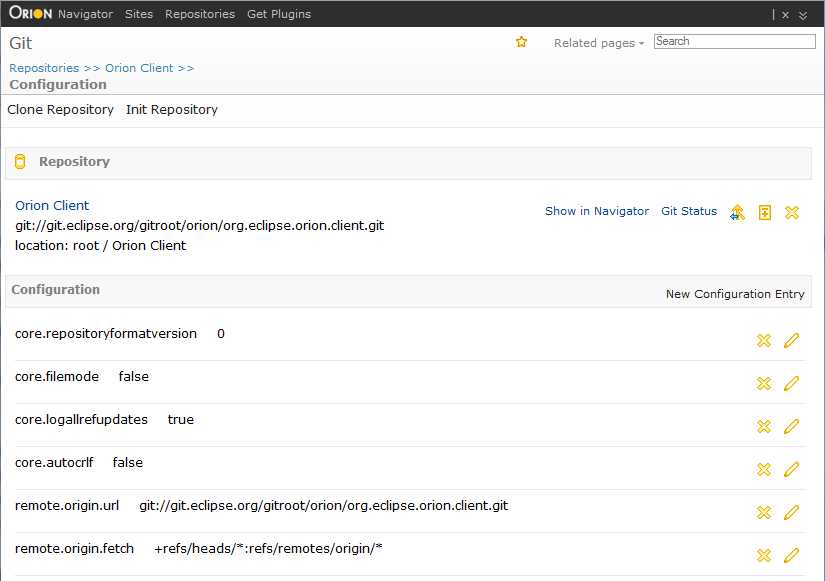 ORION Navigator Sites Repositories Get Plugins | x
Git Related pages Search
Repositories >> Orion Client >>
Configuration
Clone Repository Init Repository
Repository
Orion Client
git://git.eclipse.org/gitroot/orion/org.eclipse.orion.client.git
location: root / Orion Client
Show in Navigator Git Status
Configuration
New Configuration Entry
core.repositoryformatversion 0
core.filemode false
core.logallrefupdates true
core.autocrlf false
remote.origin.url git://git.eclipse.org/gitroot/orion/org.eclipse.orion.client.git
remote.origin.fetch +refs/heads/*:refs/remotes/origin/*